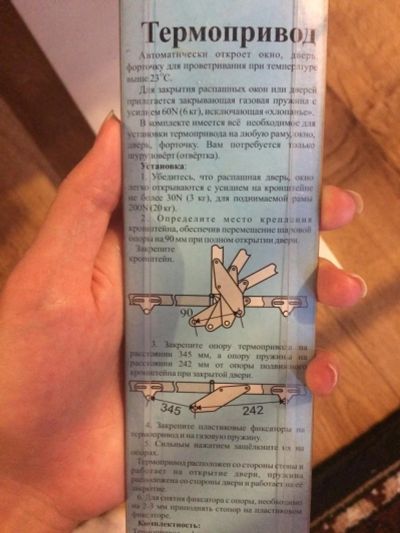 Термопривод
Автоматически откроет окно, дверь,
форточку для проветривания при температуре
выше 23°С.
Для закрытия распашных окон или дверей
прилагается закрывающая газовая пружина с
усилием 60N (6 кг), исключающая «хлопанье».
В комплекте имеется всё необходимое для
установки термопривода на любую раму, окно,
дверь, форточку. Вам потребуется только
шуруповёрт (отвёртка).
Установка:
1. Убедитесь, что распашная дверь, окно
легко открываются с усилием на кронштейне
не более 30N (3 кг), для поднимаемой рамы
200N (20 кг).
2. Определите место крепления
кронштейна, обеспечив перемещение шаровой
опоры на 90 мм при полном открытии двери.
Закрепите
кронштейн.
90
3. Закрепите опору термопривода на
расстоянии 345 мм, а опору пружины на
расстоянии 242 мм от опоры подвижного
кронштейна при закрытой двери.
345 242
4. Закрепите пластиковые фиксаторы на
термопривод и на газовую пружину.
5. Сильным нажатием защёлкните их на
опорах.
Термопривод расположен со стороны стены и
работает на открытие двери, пружина
расположена со стороны двери и работает на её
закрытие.
6. Для снятия фиксатора с опоры, необходимо
на 2-3 мм приподнять стопор на пластиковом
фиксаторе.
Комплектность: